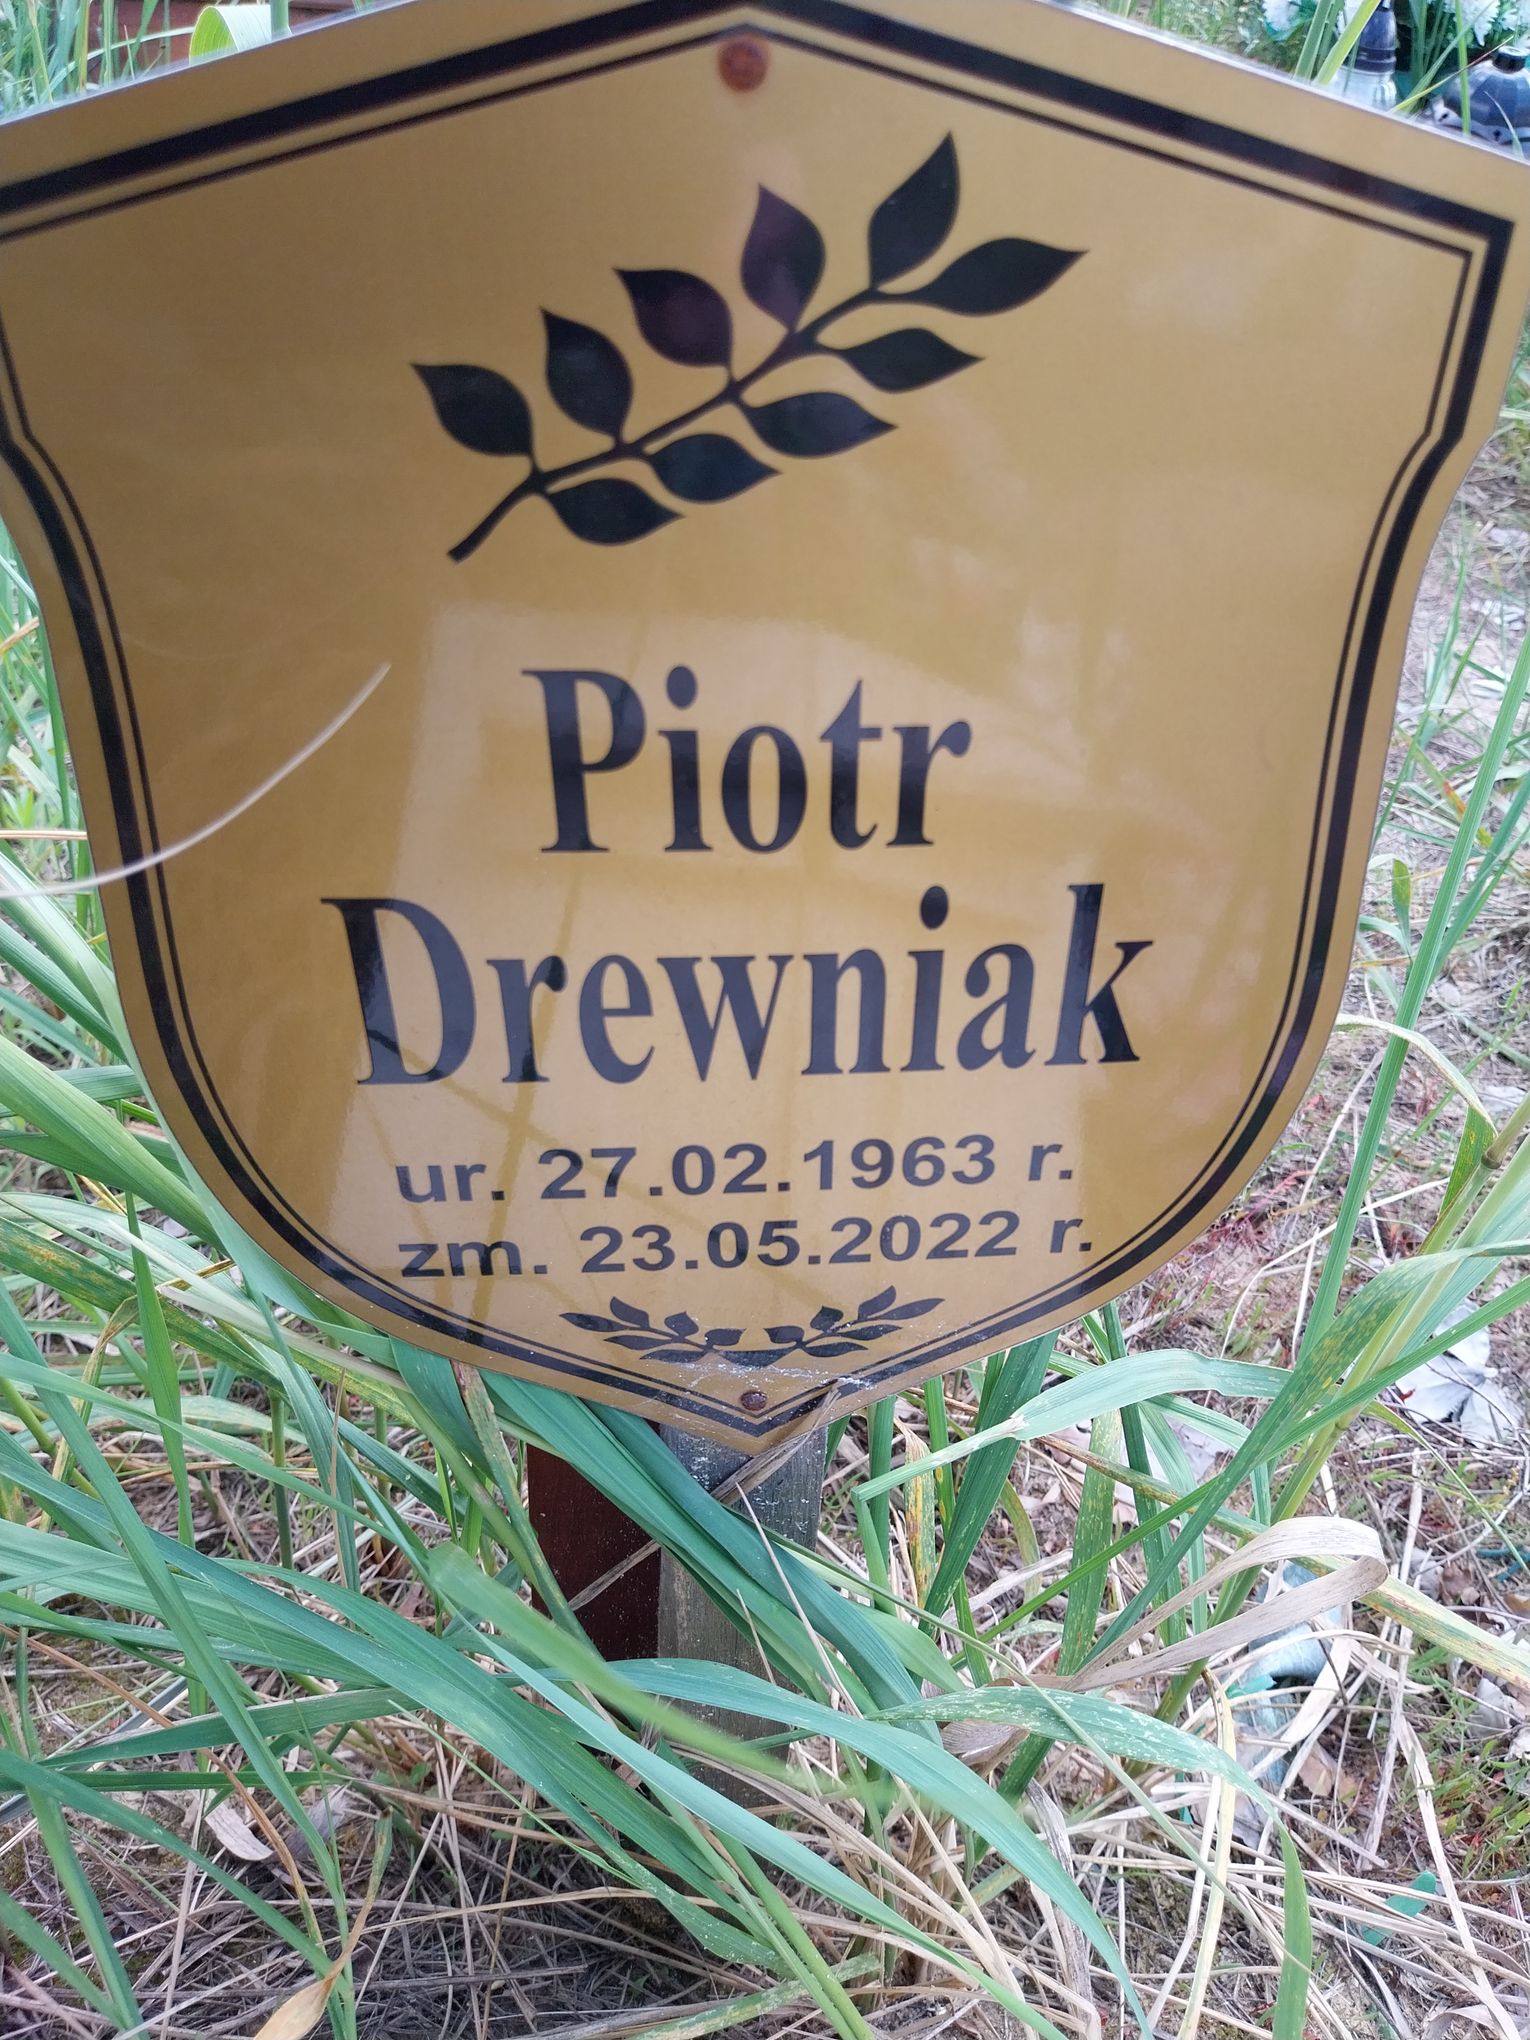 Piotr
Drewniak
ur. 27.02.1963 r.
zm. 23.05.2022 r.